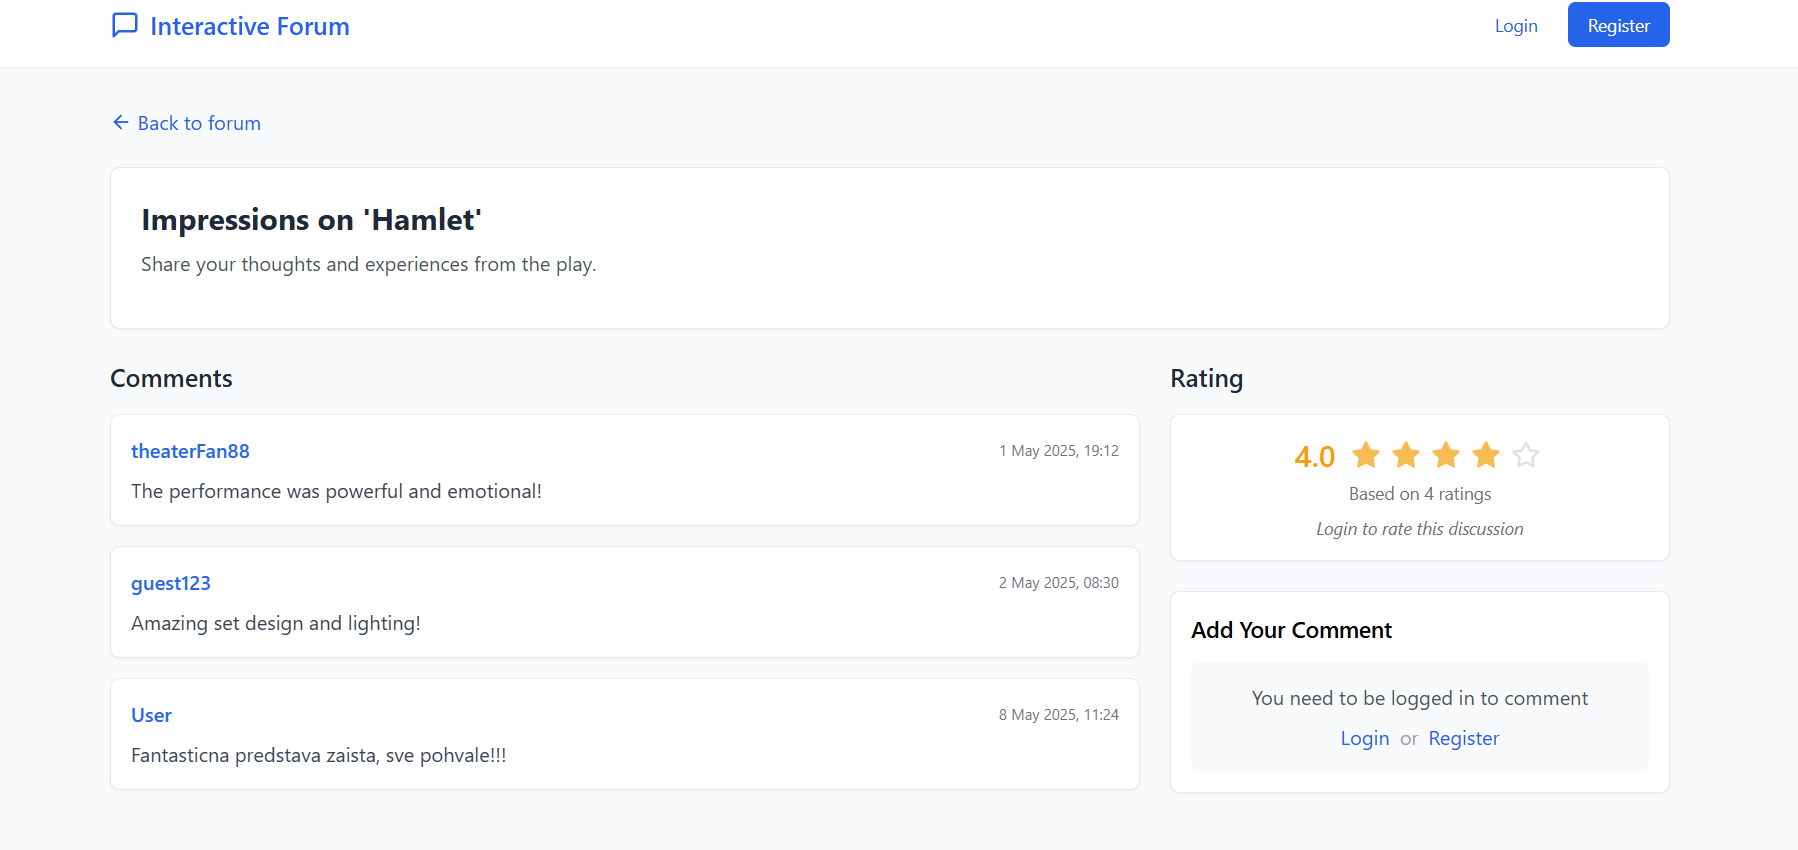 Interactive Forum
Login
Register
Back to forum
Impressions on 'Hamlet'
Share your thoughts and experiences from the play.
Comments
theaterFan88
1 May 2025, 19:12
The performance was powerful and emotional!
guest123
2 May 2025, 08:30
Amazing set design and lighting!
User
8 May 2025, 11:24
Fantasticna predstava zaista, sve pohvale!!!
Rating
4.0
Based on 4 ratings
Login to rate this discussion
Add Your Comment
You need to be logged in to comment
Login or Register